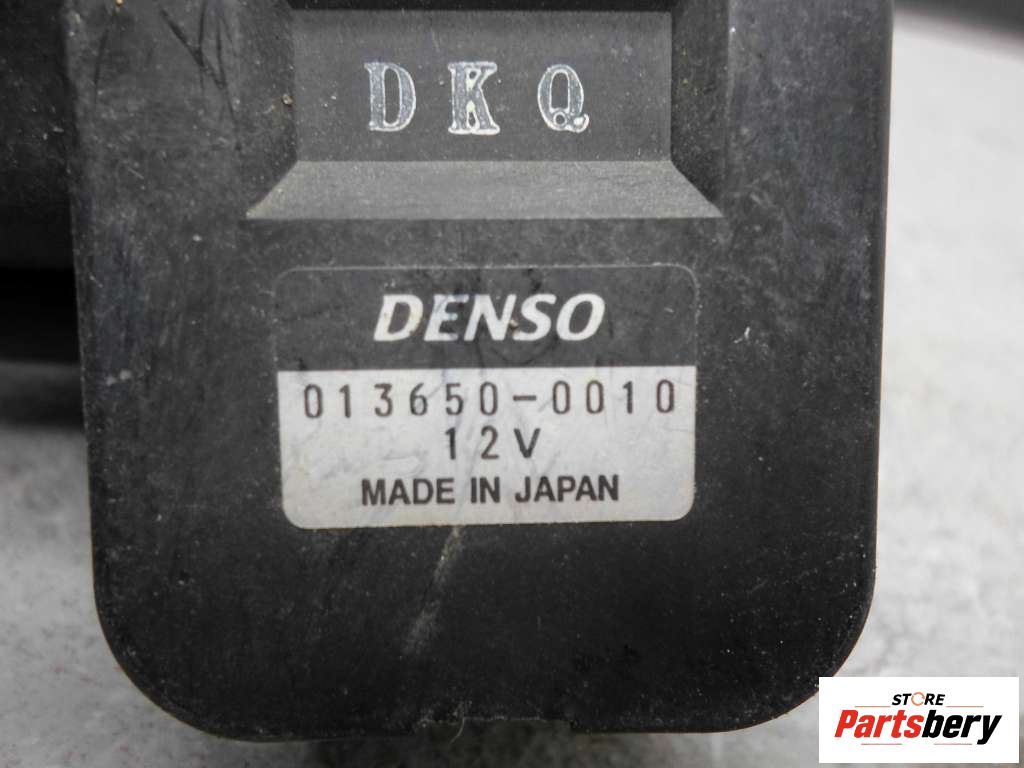 DKQ
DENSO
013650-0010
12V
MADE IN JAPAN
STORE
Partsbery